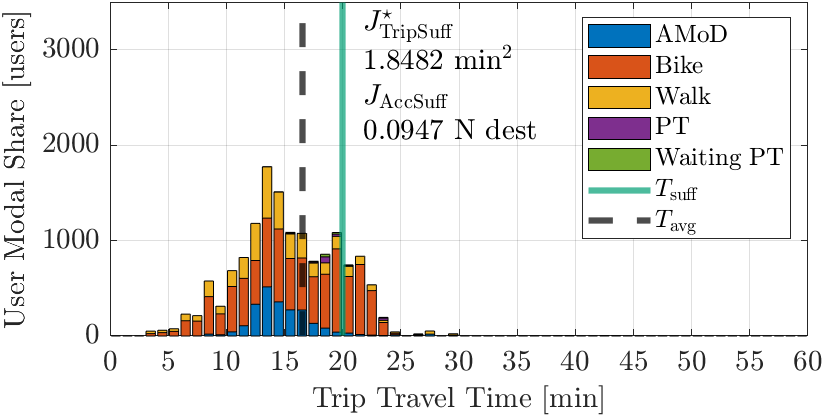 User Modal Share [users]
3000
2000
1000
0
J⋆TripSuff
1.8482 min²
JAccSuff
0.0947 N dest
AMoD
Bike
Walk
PT
Waiting PT
Tsuff
Tavg
0 5 10 15 20 25 30 35 40 45 50 55 60
Trip Travel Time [min]